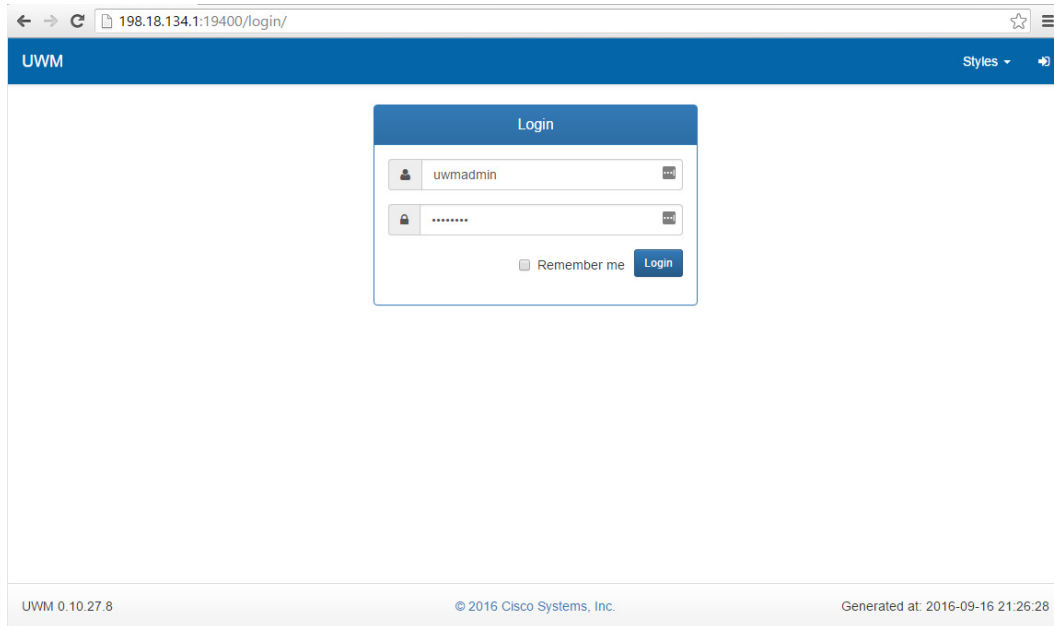 198.18.134.1:19400/login/
UWM Styles
Login
uwmadmin
••••••••
Remember me Login
UWM 0.10.27.8 © 2016 Cisco Systems, Inc. Generated at: 2016-09-16 21:26:28